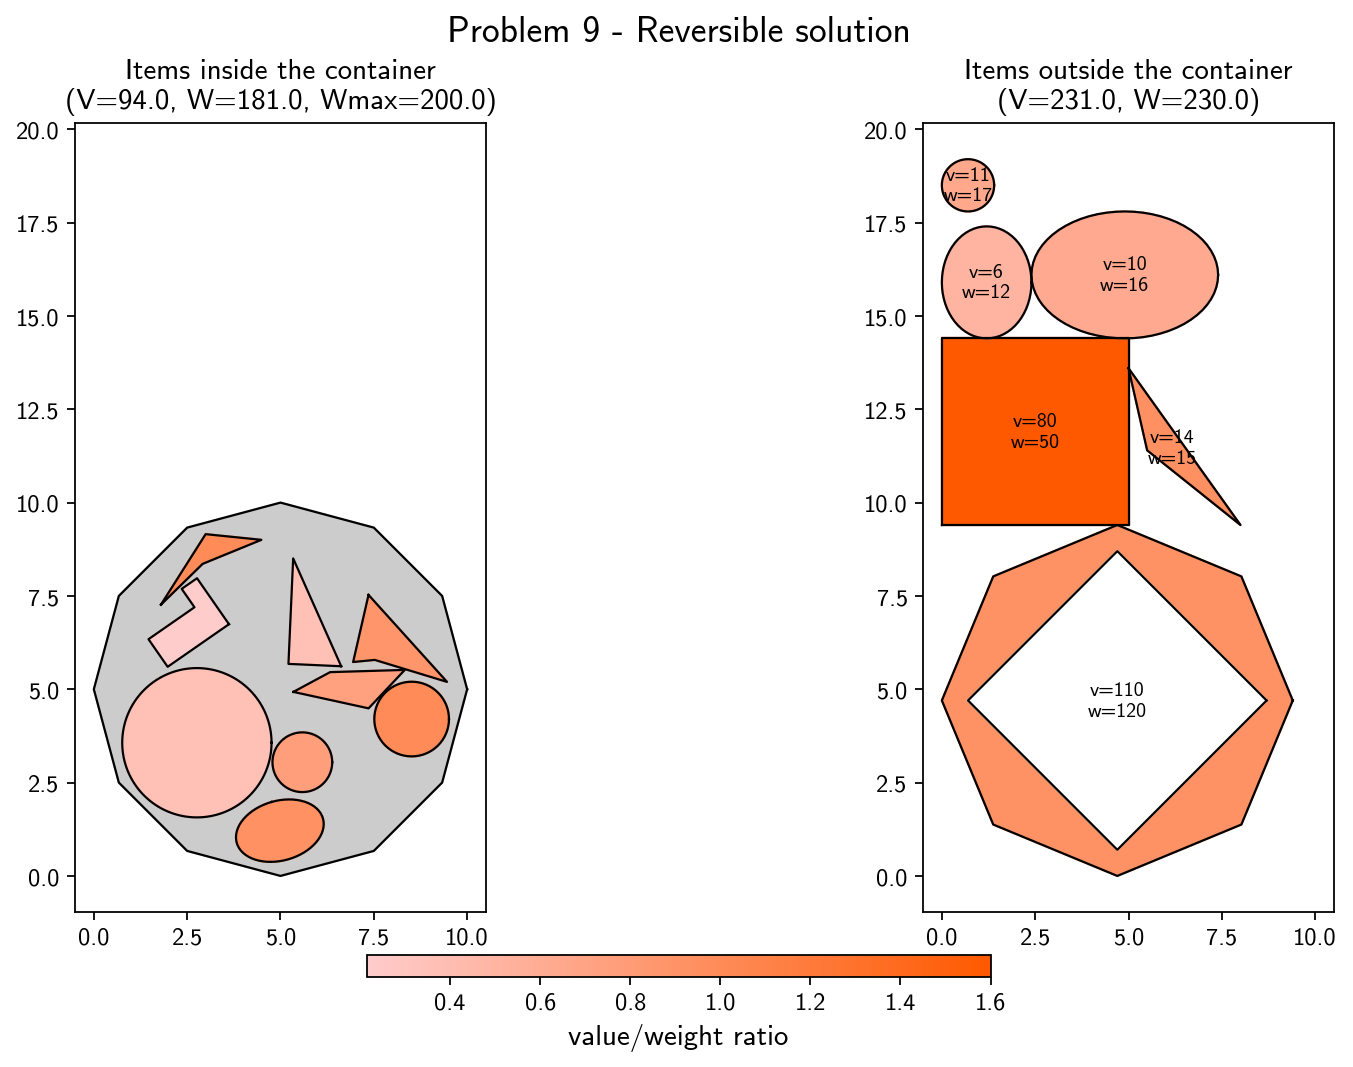 Problem 9 - Reversible solution
Items inside the container
(V=94.0, W=181.0, Wmax=200.0)
20.0
17.5
15.0
12.5
10.0
7.5
5.0
2.5
0.0
0.0 2.5 5.0 7.5 10.0
Items outside the container
(V=231.0, W=230.0)
20.0
17.5
15.0
12.5
10.0
7.5
5.0
2.5
0.0
v=11
w=17
v=6
w=12
v=10
w=16
v=80
w=50
v=14
w=15
v=110
w=120
0.0 2.5 5.0 7.5 10.0
0.4 0.6 0.8 1.0 1.2 1.4 1.6
value/weight ratio